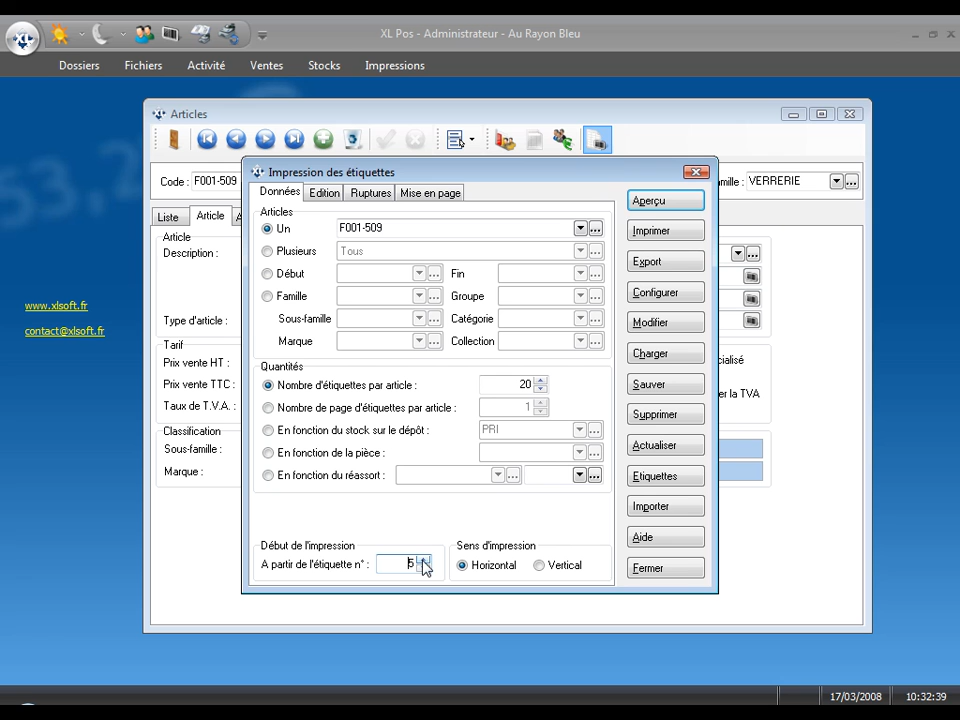 XL Pos - Administrateur - Au Rayon Bleu
Dossiers Fichiers Activité Ventes Stocks Impressions
Articles
Code : F001-509
mille : VERRERIE
Liste Article A
Article
Description :
Type d'article :
Tarif
Prix vente HT :
Prix vente TTC :
Taux de T.V.A. :
Classification
Sous-famille :
Marque :
alisé
er la TVA
www.xlsoft.fr
contact@xlsoft.fr
Impression des étiquettes
Données Edition Ruptures Mise en page
Articles
Un F001-509
Plusieurs Tous
Début Fin
Famille Groupe
Sous-famille Catégorie
Marque Collection
Quantités
Nombre d'étiquettes par article : 20
Nombre de page d'étiquettes par article : 1
En fonction du stock sur le dépôt : PRI
En fonction de la pièce :
En fonction du réassort :
Début de l'impression
A partir de l'étiquette n° : 5
Sens d'impression
Horizontal Vertical
Aperçu
Imprimer
Export
Configurer
Modifier
Charger
Sauver
Supprimer
Actualiser
Etiquettes
Importer
Aide
Fermer
17/03/2008 10:32:39